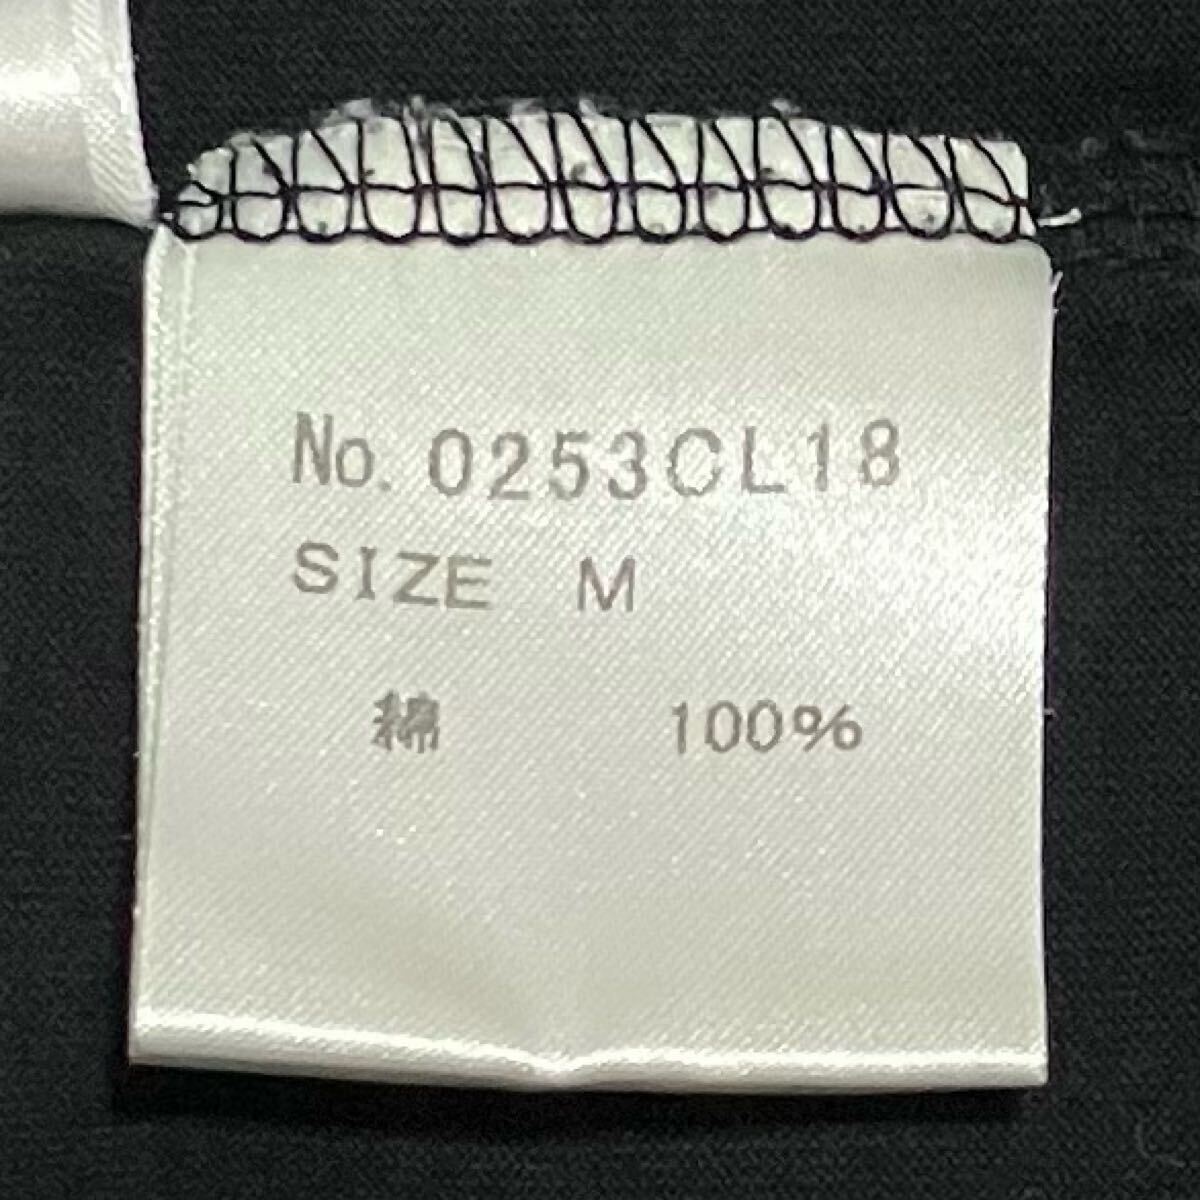 No. 0253CL18
SIZE M
綿 100%